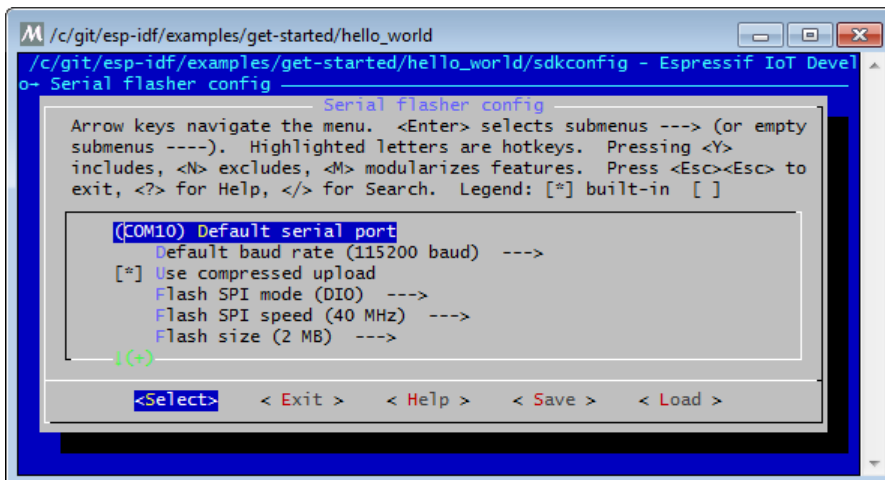 M /c/git/esp-idf/examples/get-started/hello_world
/c/git/esp-idf/examples/get-started/hello_world/sdkconfig - Espressif IoT Devel
o→ Serial flasher config
Serial flasher config
Arrow keys navigate the menu. <Enter> selects submenus ---> (or empty
submenus ----). Highlighted letters are hotkeys. Pressing <Y>
includes, <N> excludes, <M> modularizes features. Press <Esc><Esc> to
exit, <?> for Help, </> for Search. Legend: [*] built-in [ ]
(COM10) Default serial port
Default baud rate (115200 baud) --->
[*] Use compressed upload
Flash SPI mode (DIO) --->
Flash SPI speed (40 MHz) --->
Flash size (2 MB) --->
↓(+)
<Select> < Exit > < Help > < Save > < Load >